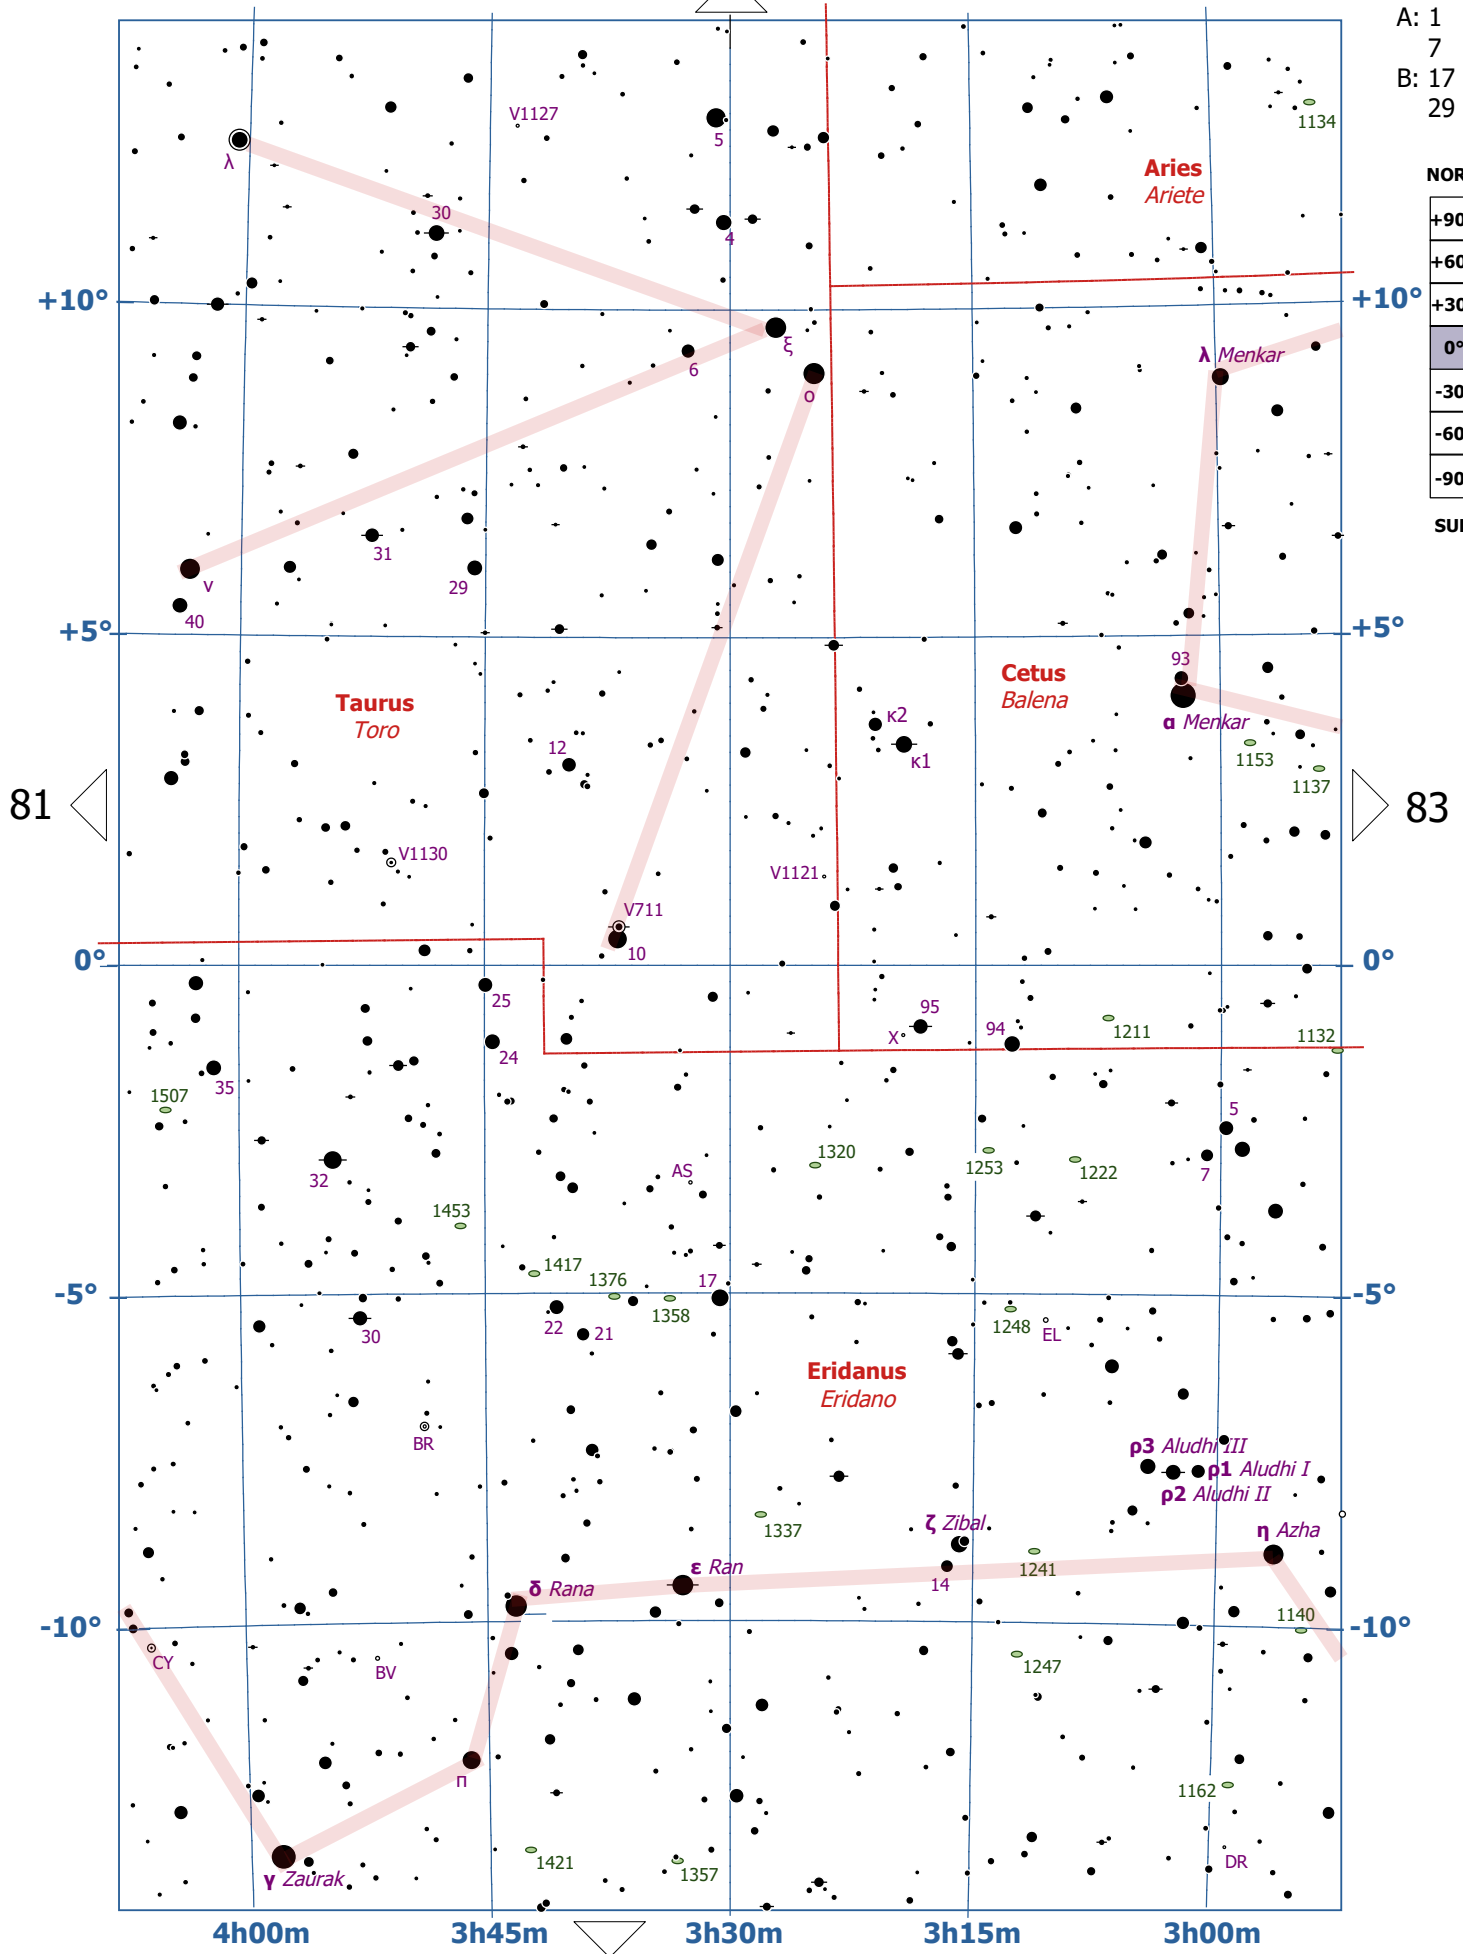 A: 1
7
B: 17
29
V1127
5
1134
λ
Aries
Ariete
30
4
NOR
+90
+60
+30
0°
-30
-60
-90
SUI
+10°
+10°
ξ
λ Menkar
6
ο
31
ν
29
40
+5°
+5°
93
Cetus
Balena
Taurus
Toro
κ2
α Menkar
12
κ1
1153
1137
81
83
V1130
V1121
V711
10
0°
0°
25
95
X
94
1211
1132
24
35
1507
5
1320
1253
1222
7
AS
32
1453
1417
1376
17
-5°
-5°
1358
22
21
30
1248
EL
Eridanus
Eridano
BR
ρ3 Aludhi III
ρ1 Aludhi I
ρ2 Aludhi II
1337
ζ Zibal
η Azha
ε Ran
1241
14
δ Rana
1140
-10°
-10°
CY
BV
1247
π
1162
1421
1357
DR
γ Zaurak
4h00m
3h45m
3h30m
3h15m
3h00m